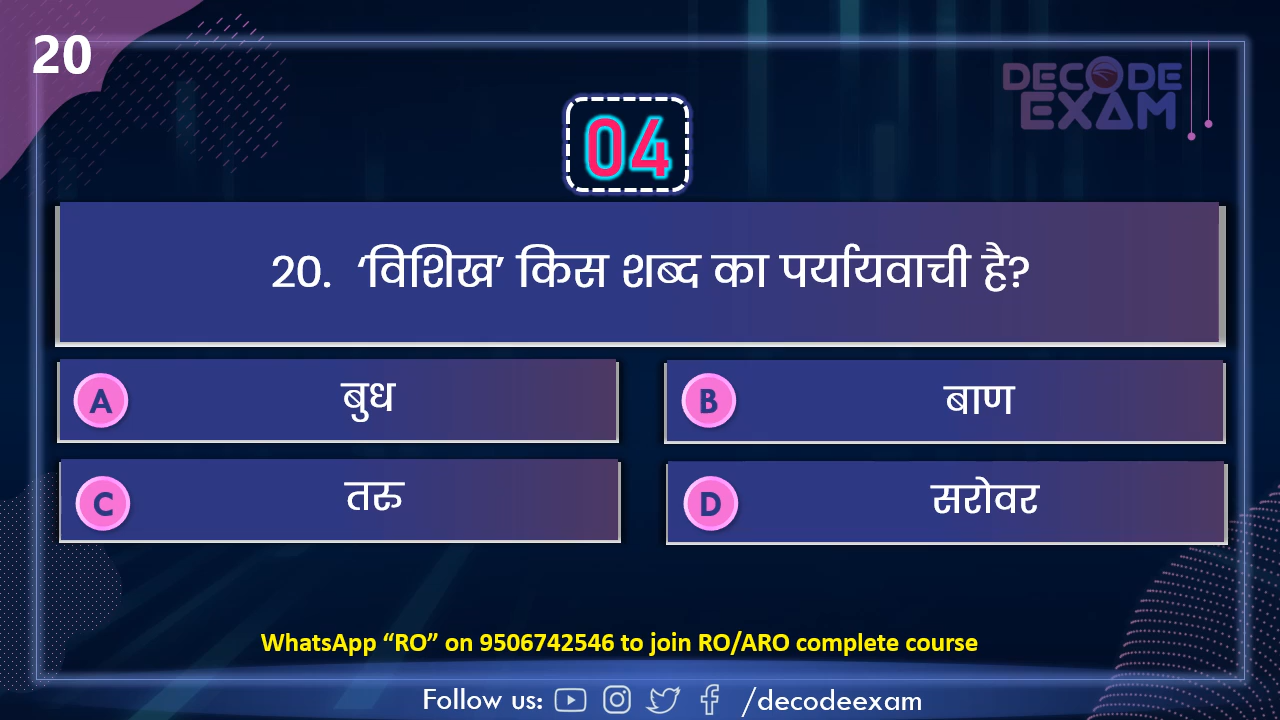 20
DECODE
EXAM
04
20. ‘विशिख’ किस शब्द का पर्यायवाची है?
A बुध
B बाण
C तरु
D सरोवर
WhatsApp “RO” on 9506742546 to join RO/ARO complete course
Follow us: /decodeexam